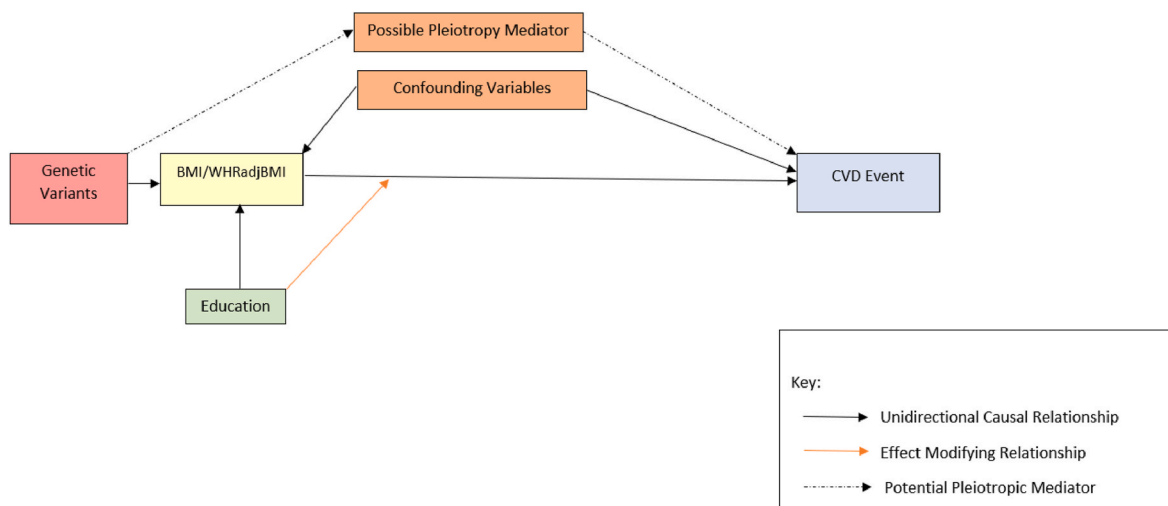 Possible Pleiotropy Mediator
Confounding Variables
Genetic
Variants
BMI/WHRadjBMI
CVD Event
Education
Key:
Unidirectional Causal Relationship
Effect Modifying Relationship
Potential Pleiotropic Mediator